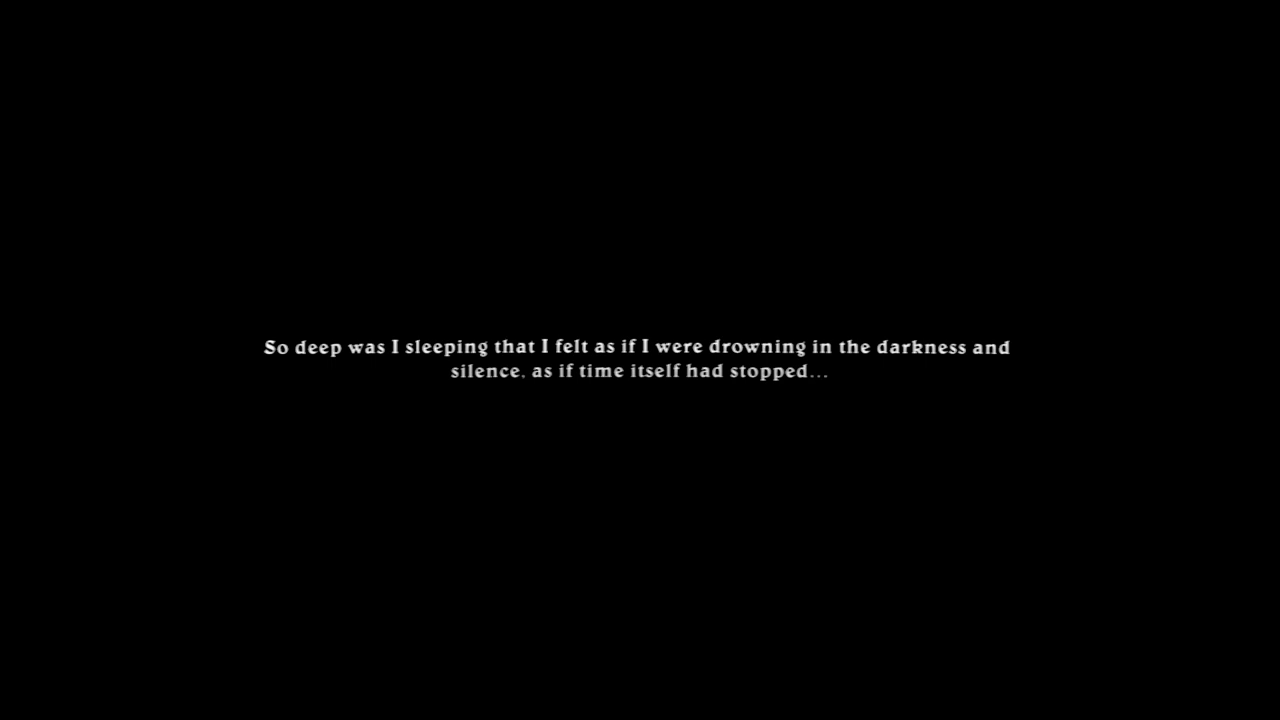 So deep was I sleeping that I felt as if I were drowning in the darkness and
silence, as if time itself had stopped...